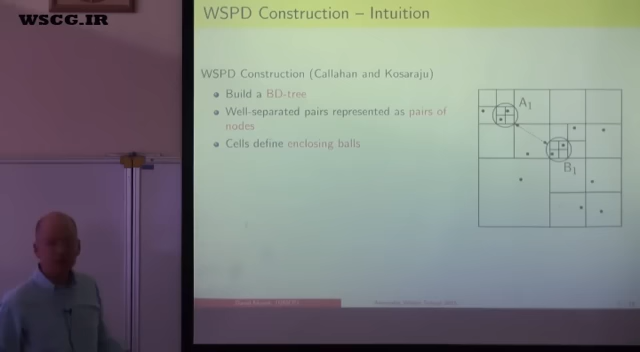 WSCG.IR
WSPD Construction – Intuition
WSPD Construction (Callahan and Kosaraju)
Build a BD-tree
Well-separated pairs represented as pairs of
nodes
Cells define enclosing balls
A1
B1